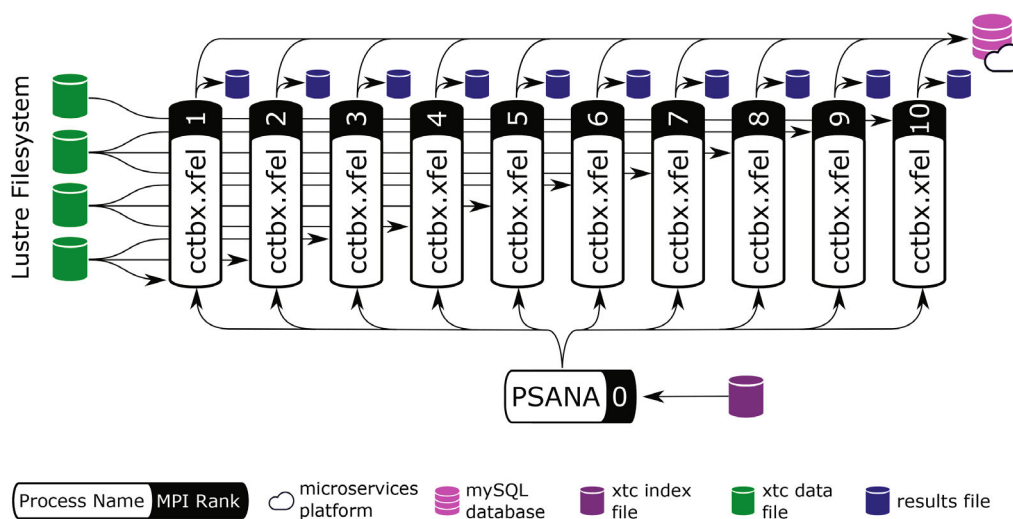 Lustre Filesystem
1 2 3 4 5 6 7 8 9 10
cctbx.xfel cctbx.xfel cctbx.xfel cctbx.xfel cctbx.xfel cctbx.xfel cctbx.xfel cctbx.xfel cctbx.xfel cctbx.xfel
PSANA 0
Process Name MPI Rank
microservices
platform
mySQL
database
xtc index
file
xtc data
file
results file